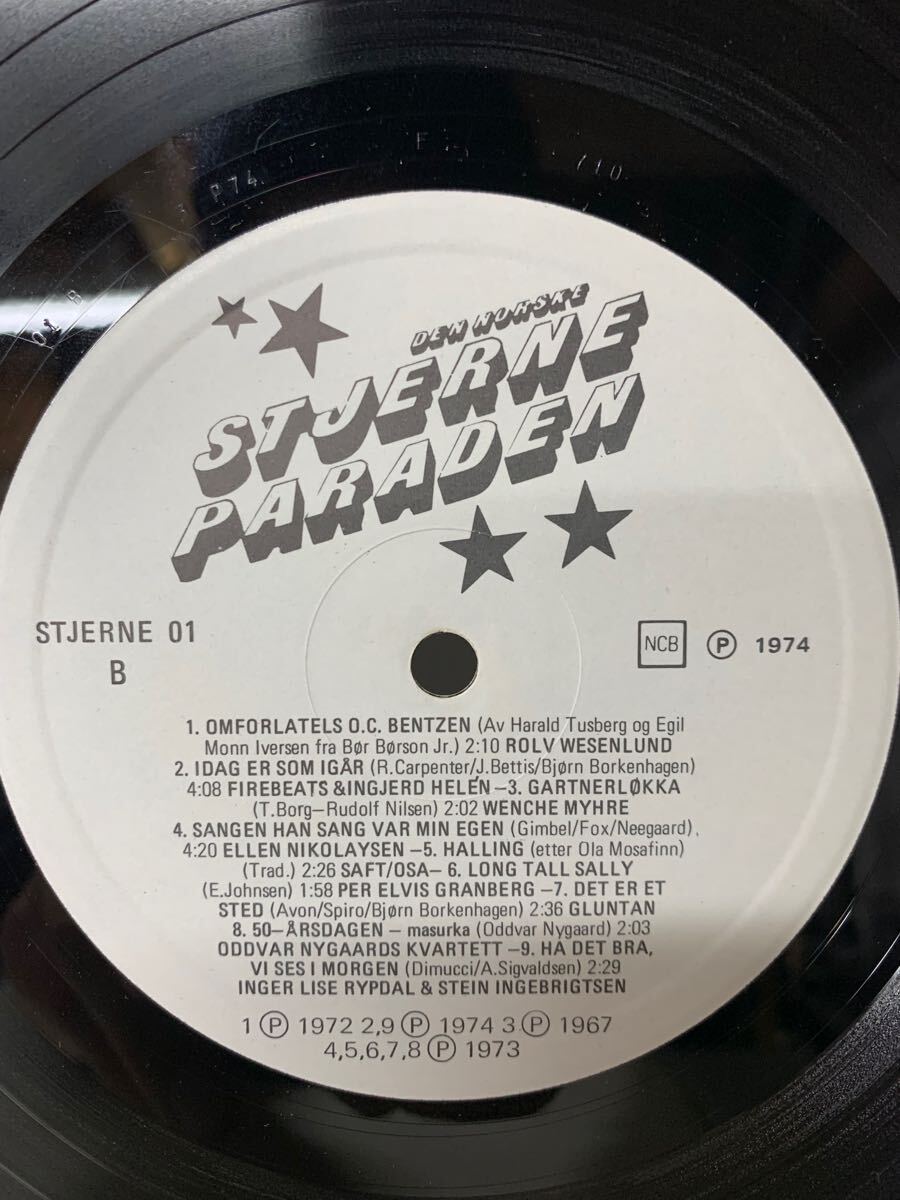 P74
F
/10
01 B
DEN NORSKE
STJERNE
PARADEN
STJERNE 01
B
NCB
Ⓟ 1974
1. OMFORLATELS O.C. BENTZEN (Av Harald Tusberg og Egil
Monn Iversen fra Bør Børson Jr.) 2:10 ROLV WESENLUND
2. IDAG ER SOM IGÅR (R.Carpenter/J.Bettis/Bjørn Borkenhagen)
4:08 FIREBEATS &INGJERD HELÉN –3. GARTNERLØKKA
(T.Borg–Rudolf Nilsen) 2:02 WENCHE MYHRE
4. SANGEN HAN SANG VAR MIN EGEN (Gimbel/Fox/Neegaard),
4:20 ELLEN NIKOLAYSEN –5. HALLING (etter Ola Mosafinn)
(Trad.) 2:26 SAFT/OSA– 6. LONG TALL SALLY
(E.Johnsen) 1:58 PER ELVIS GRANBERG –7. DET ER ET
STED (Avon/Spiro/Bjørn Borkenhagen) 2:36 GLUNTAN
8. 50–ÅRSDAGEN – masurka (Oddvar Nygaard) 2:03
ODDVAR NYGAARDS KVARTETT –9. HA DET BRA,
VI SES I MORGEN (Dimucci/A.Sigvaldsen) 2:29
INGER LISE RYPDAL & STEIN INGEBRIGTSEN
1 Ⓟ 1972 2,9 Ⓟ 1974 3 Ⓟ 1967
4,5,6,7,8 Ⓟ 1973